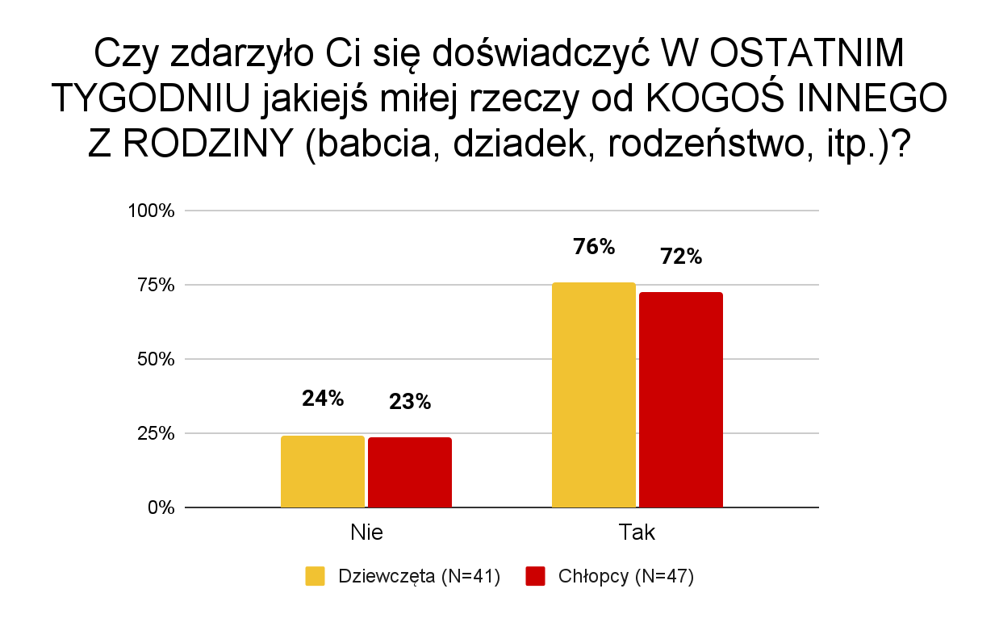 Czy zdarzyło Ci się doświadczyć W OSTATNIM
TYGODNIU jakiejś miłej rzeczy od KOGOŚ INNEGO
Z RODZINY (babcia, dziadek, rodzeństwo, itp.)?
100%
75%
50%
25%
0%
24%
23%
76%
72%
Nie
Tak
Dziewczęta (N=41)
Chłopcy (N=47)